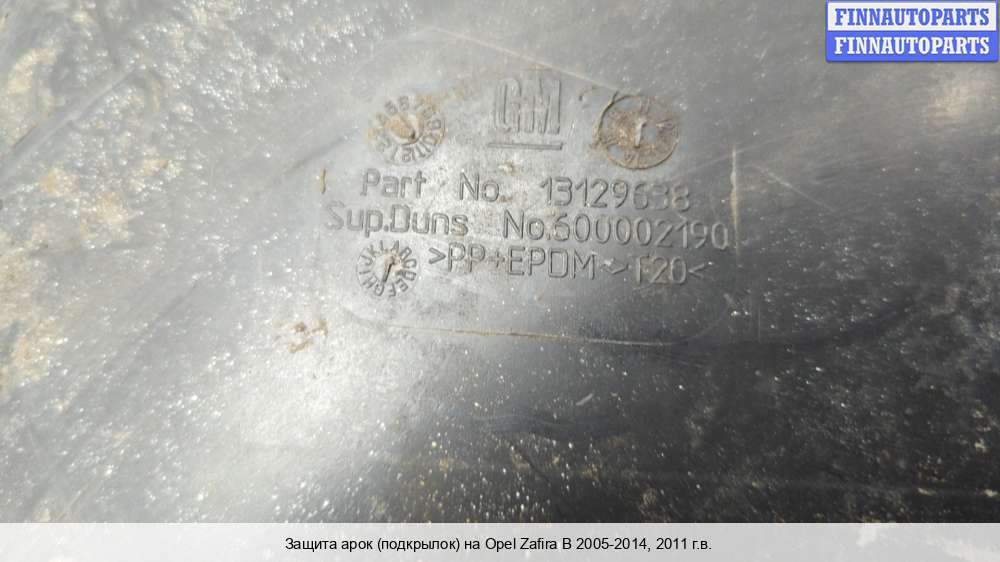 FINNAUTOPARTS
FINNAUTOPARTS
GM
Part No. 13129638
Sup.Duns No.600002190
>PP+EPDM->T20<
Защита арок (подкрылок) на Opel Zafira B 2005-2014, 2011 г.в.